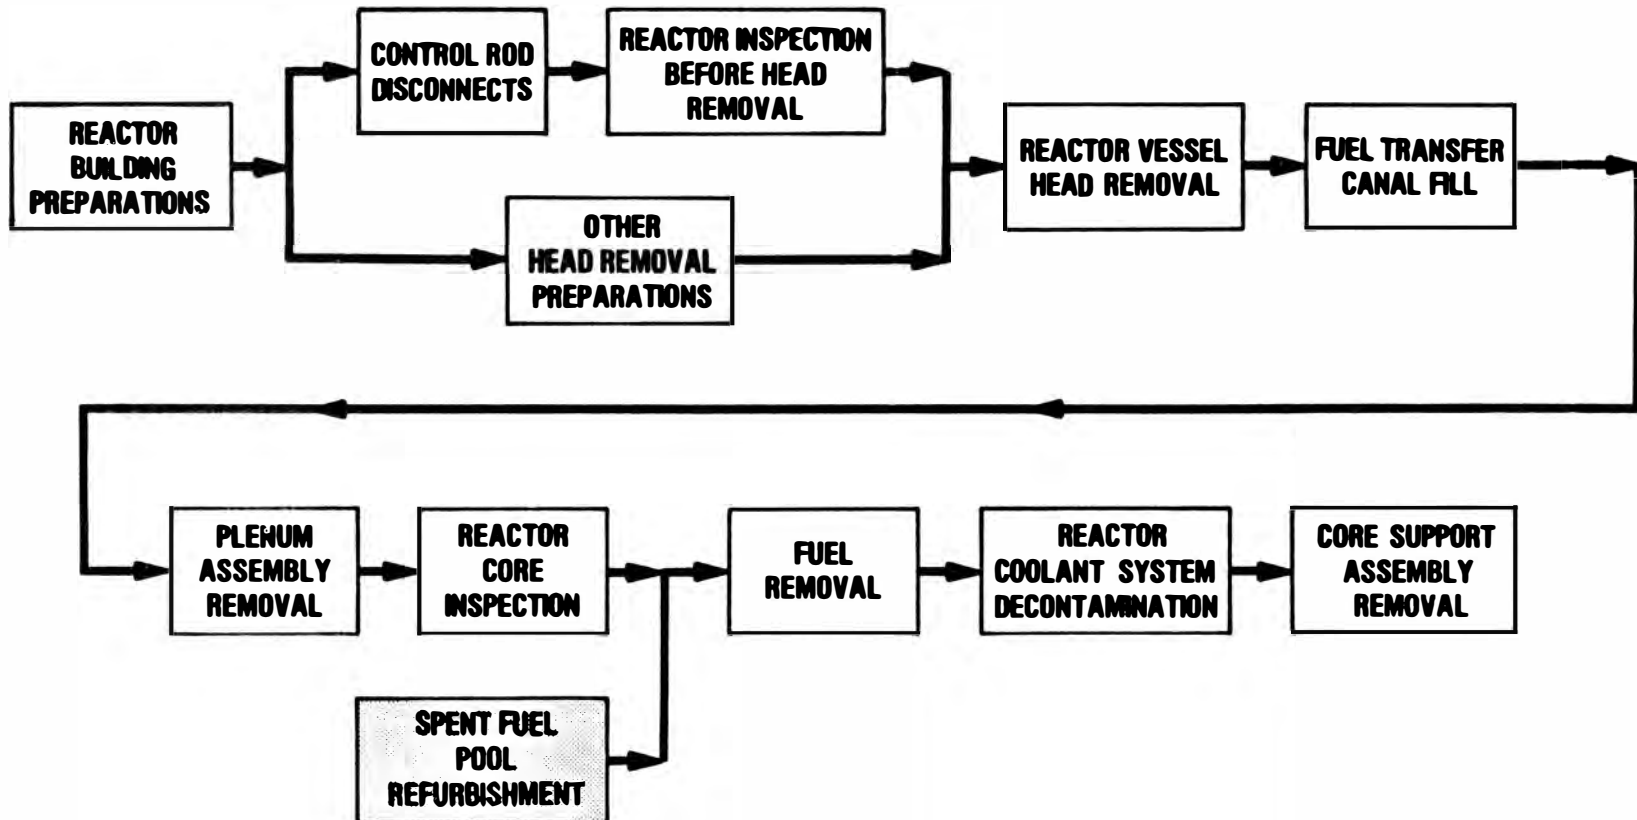 REACTOR
BUILDING
PREPARATIONS
CONTROL ROD
DISCONNECTS
REACTOR INSPECTION
BEFORE HEAD
REMOVAL
OTHER
HEAD REMOVAL
PREPARATIONS
REACTOR VESSEL
HEAD REMOVAL
FUEL TRANSFER
CANAL FILL
PLENUM
ASSEMBLY
REMOVAL
REACTOR
CORE
INSPECTION
SPENT FUEL
POOL
REFURBISHMENT
FUEL
REMOVAL
REACTOR
COOLANT SYSTEM
DECONTAMINATION
CORE SUPPORT
ASSEMBLY
REMOVAL